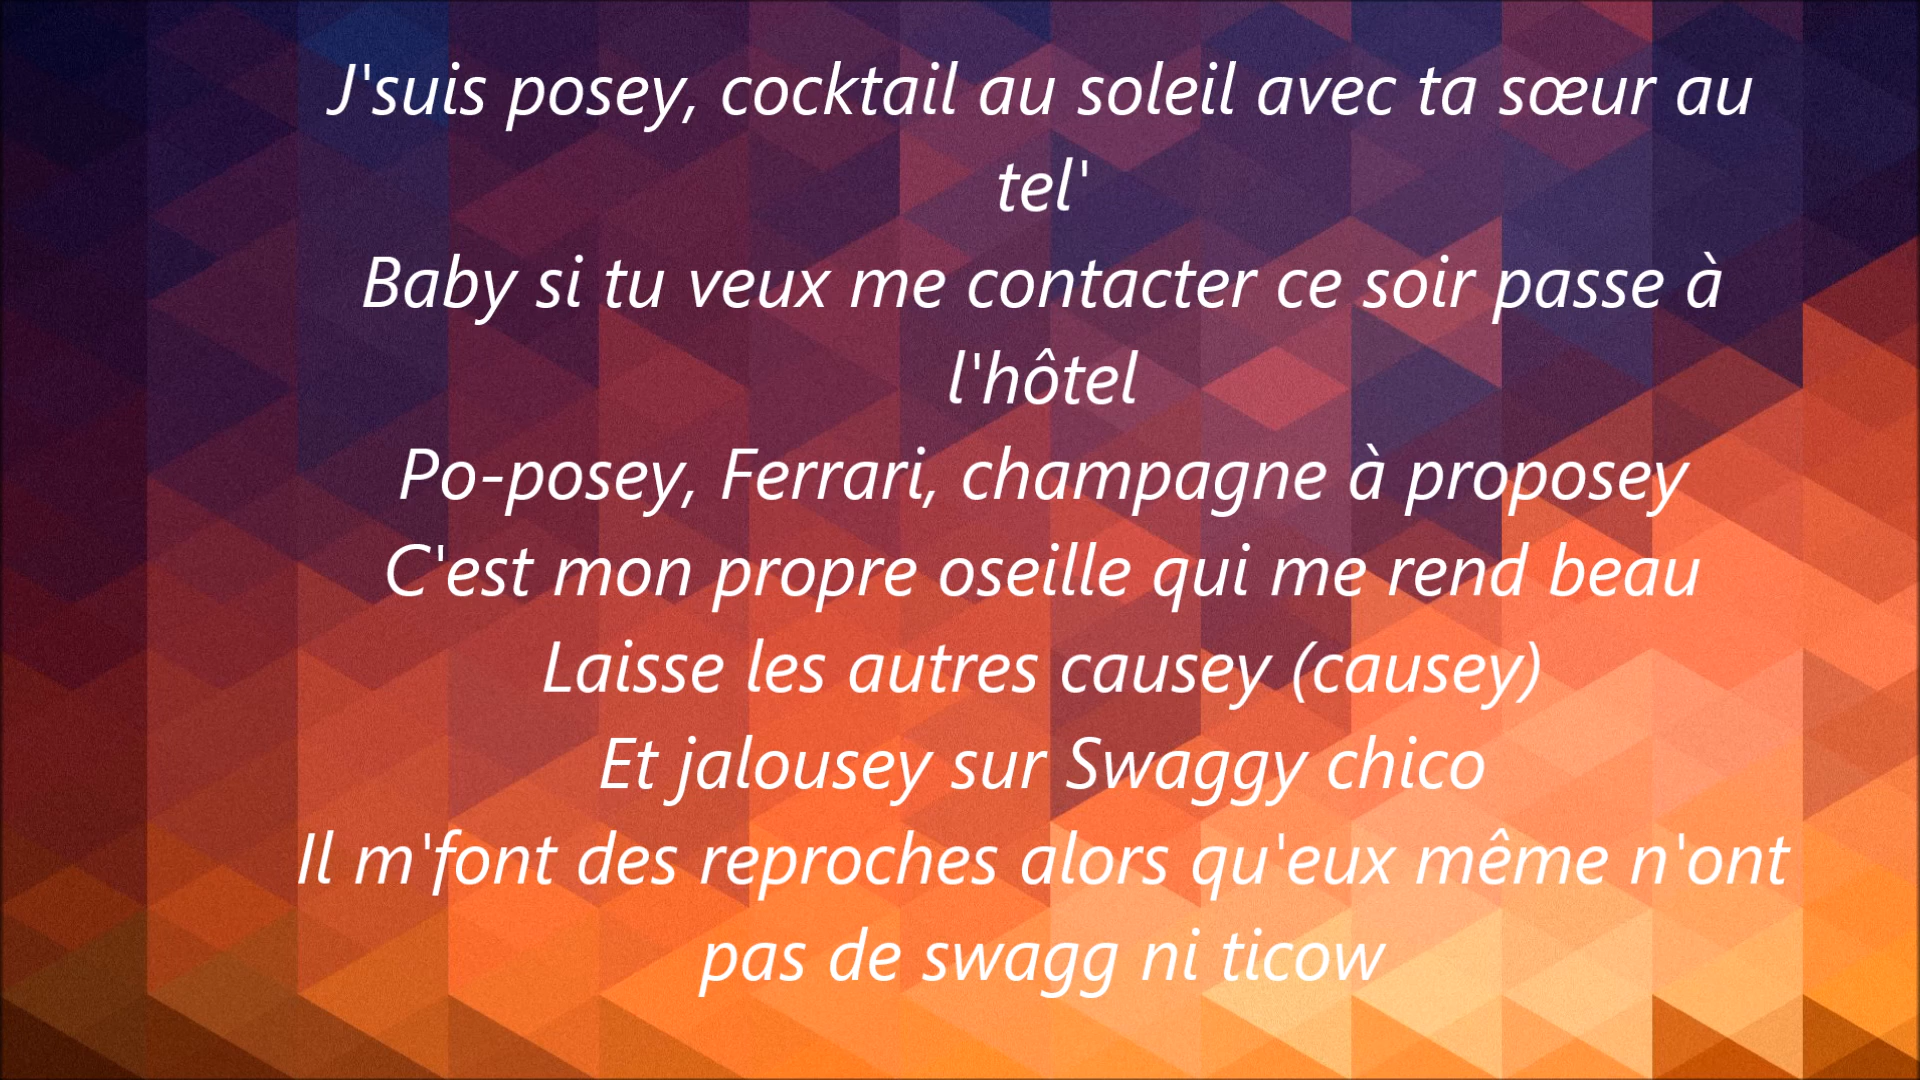 J'suis posey, cocktail au soleil avec ta sœur au
tel'
Baby si tu veux me contacter ce soir passe à
l'hôtel
Po-posey, Ferrari, champagne à proposey
C'est mon propre oseille qui me rend beau
Laisse les autres causey (causey)
Et jalousey sur Swaggy chico
Il m'font des reproches alors qu'eux même n'ont
pas de swagg ni ticow